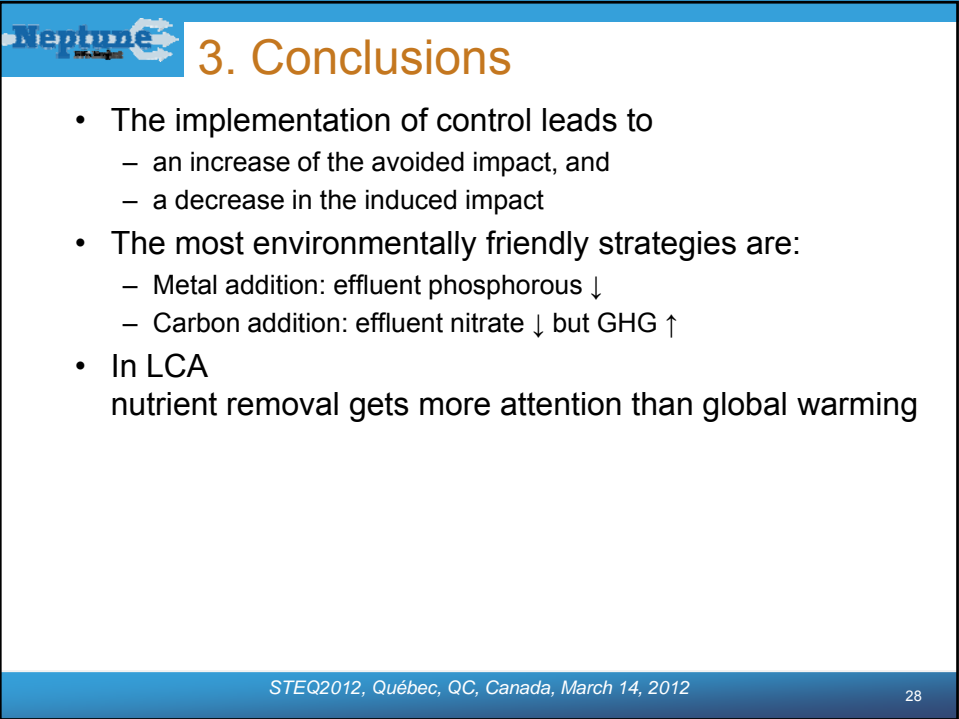 Neptune
3. Conclusions
• The implementation of control leads to
– an increase of the avoided impact, and
– a decrease in the induced impact
• The most environmentally friendly strategies are:
– Metal addition: effluent phosphorous ↓
– Carbon addition: effluent nitrate ↓ but GHG ↑
• In LCA
nutrient removal gets more attention than global warming
STEQ2012, Québec, QC, Canada, March 14, 2012
28